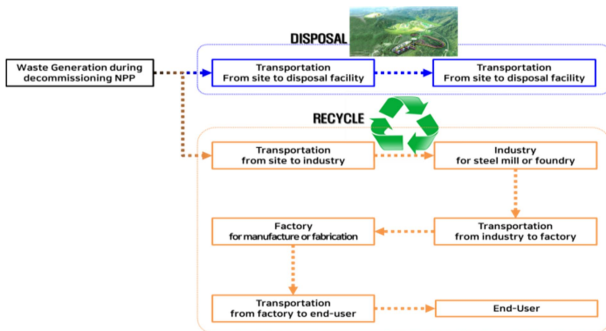 DISPOSAL
Waste Generation during
decommissioning NPP
Transportation
From site to disposal facility
Transportation
From site to disposal facility
RECYCLE
Transportation
from site to industry
Industry
for steel mill or foundry
Factory
for manufacture or fabrication
Transportation
from industry to factory
Transportation
from factory to end-user
End-User